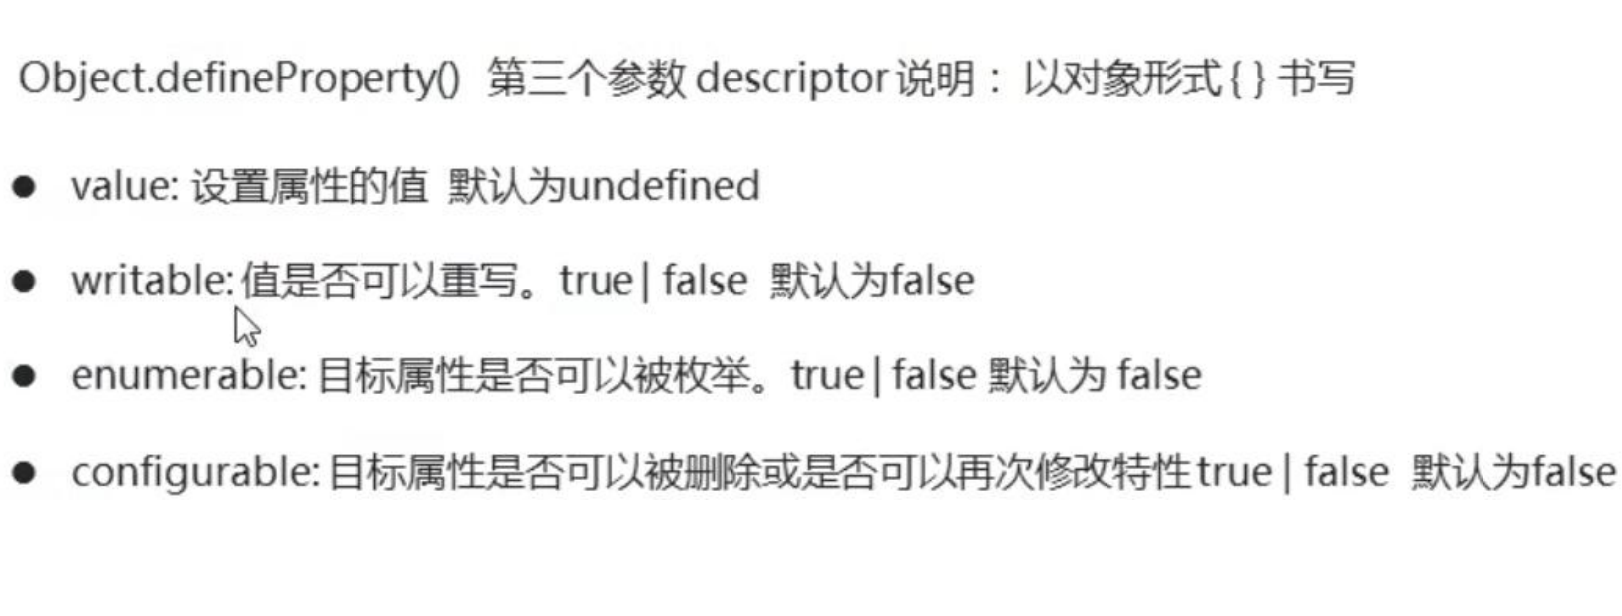 Object.defineProperty() 第三个参数 descriptor 说明： 以对象形式 { } 书写
● value: 设置属性的值 默认为undefined
● writable: 值是否可以重写。true | false 默认为false
● enumerable: 目标属性是否可以被枚举。true | false 默认为 false
● configurable: 目标属性是否可以被删除或是否可以再次修改特性 true | false 默认为false